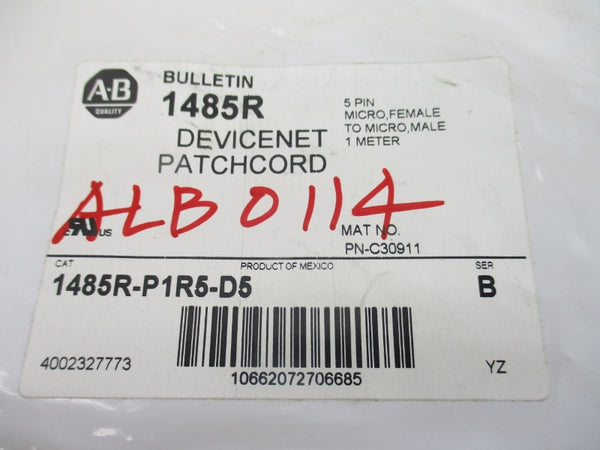 A-B
QUALITY
BULLETIN
1485R
DEVICENET
PATCHCORD
5 PIN
MICRO,FEMALE
TO MICRO,MALE
1 METER
ALB0114
US
MAT NO.
PN-C30911
CAT
PRODUCT OF MEXICO
SER
1485R-P1R5-D5
B
4002327773
10662072706685
YZ